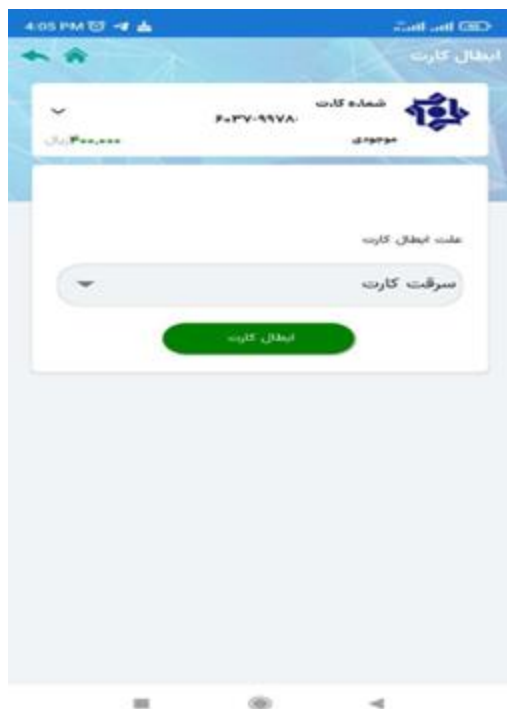 4:05 PM
ابطال کارت
شماره کارت
۶۰۳۷-۹۹۷۸۰
موجودی
۴۰۰,۰۰۰ ریال
علت ابطال کارت
سرقت کارت
ابطال کارت